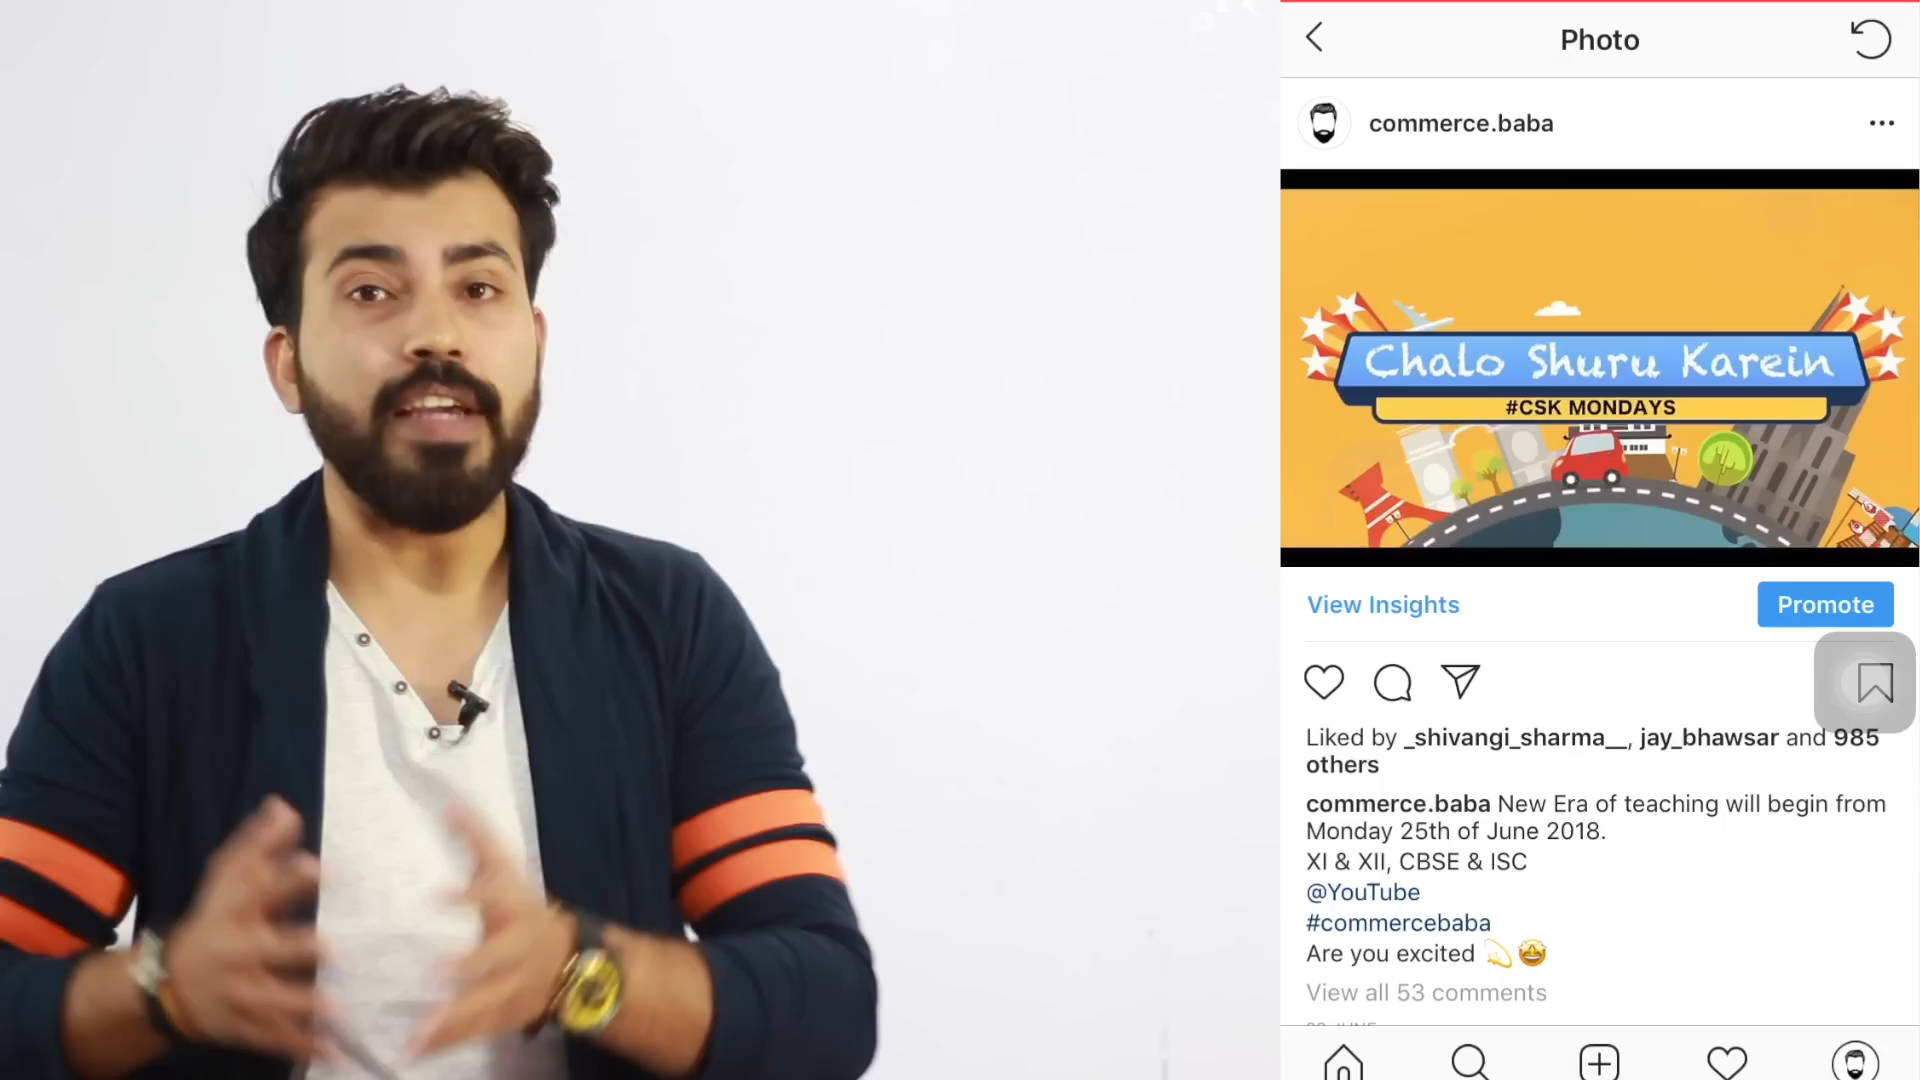 Photo
commerce.baba
Chalo Shuru Karein
#CSK MONDAYS
View Insights
Promote
Liked by _shivangi_sharma__, jay_bhawsar and 985
others
commerce.baba New Era of teaching will begin from
Monday 25th of June 2018.
XI & XII, CBSE & ISC
@YouTube
#commercebaba
Are you excited 💫🤩
View all 53 comments